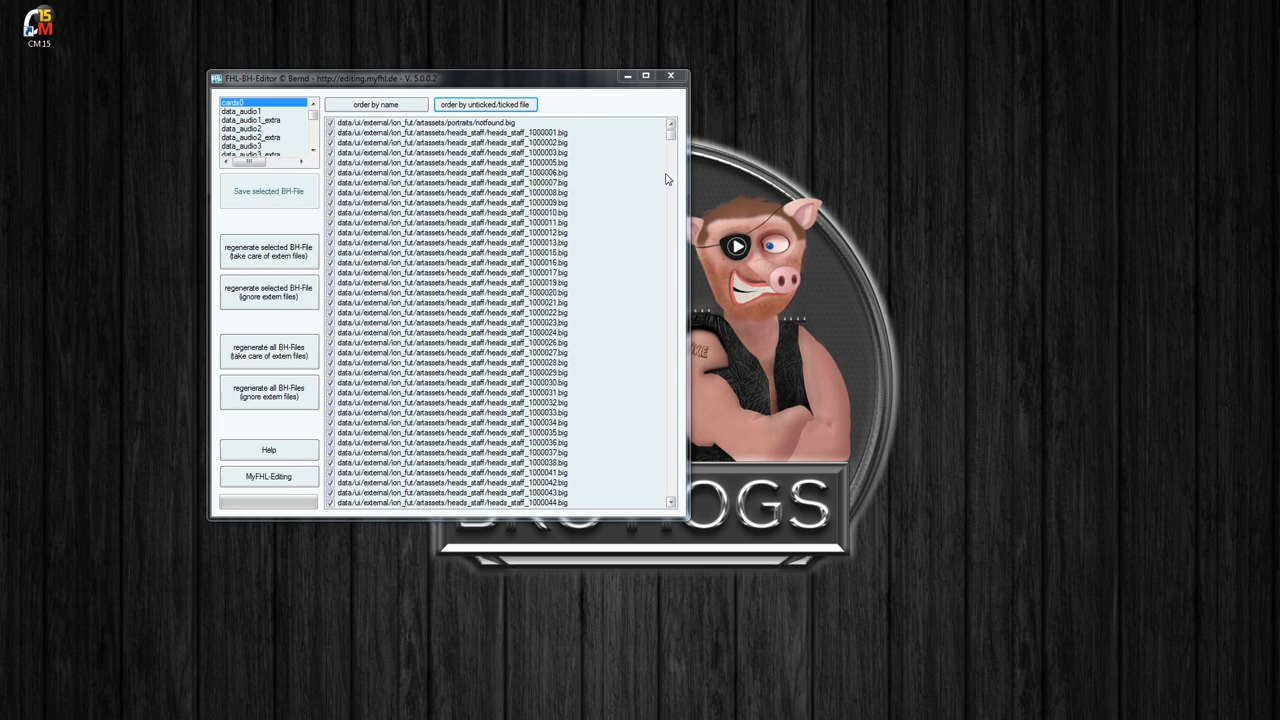 15
M
CM 15
FHL-BH-Editor © Bernd - http://editing.myfhl.de - V. 5.0.0.2
cards0
data_audio1
data_audio1_extra
data_audio2
data_audio2_extra
data_audio3
data_audio3_extra
order by name
order by unticked/ticked file
Save selected BH-File
regenerate selected BH-File
(take care of extern files)
regenerate selected BH-File
(ignore extern files)
regenerate all BH-Files
(take care of extern files)
regenerate all BH-Files
(ignore extern files)
Help
MyFHL-Editing
data/ui/external/ion_fut/artassets/portraits/notfound.big
data/ui/external/ion_fut/artassets/heads_staff/heads_staff_1000001.big
data/ui/external/ion_fut/artassets/heads_staff/heads_staff_1000002.big
data/ui/external/ion_fut/artassets/heads_staff/heads_staff_1000003.big
data/ui/external/ion_fut/artassets/heads_staff/heads_staff_1000005.big
data/ui/external/ion_fut/artassets/heads_staff/heads_staff_1000006.big
data/ui/external/ion_fut/artassets/heads_staff/heads_staff_1000007.big
data/ui/external/ion_fut/artassets/heads_staff/heads_staff_1000008.big
data/ui/external/ion_fut/artassets/heads_staff/heads_staff_1000009.big
data/ui/external/ion_fut/artassets/heads_staff/heads_staff_1000010.big
data/ui/external/ion_fut/artassets/heads_staff/heads_staff_1000011.big
data/ui/external/ion_fut/artassets/heads_staff/heads_staff_1000012.big
data/ui/external/ion_fut/artassets/heads_staff/heads_staff_1000013.big
data/ui/external/ion_fut/artassets/heads_staff/heads_staff_1000015.big
data/ui/external/ion_fut/artassets/heads_staff/heads_staff_1000016.big
data/ui/external/ion_fut/artassets/heads_staff/heads_staff_1000017.big
data/ui/external/ion_fut/artassets/heads_staff/heads_staff_1000019.big
data/ui/external/ion_fut/artassets/heads_staff/heads_staff_1000020.big
data/ui/external/ion_fut/artassets/heads_staff/heads_staff_1000021.big
data/ui/external/ion_fut/artassets/heads_staff/heads_staff_1000022.big
data/ui/external/ion_fut/artassets/heads_staff/heads_staff_1000023.big
data/ui/external/ion_fut/artassets/heads_staff/heads_staff_1000024.big
data/ui/external/ion_fut/artassets/heads_staff/heads_staff_1000026.big
data/ui/external/ion_fut/artassets/heads_staff/heads_staff_1000027.big
data/ui/external/ion_fut/artassets/heads_staff/heads_staff_1000028.big
data/ui/external/ion_fut/artassets/heads_staff/heads_staff_1000029.big
data/ui/external/ion_fut/artassets/heads_staff/heads_staff_1000030.big
data/ui/external/ion_fut/artassets/heads_staff/heads_staff_1000031.big
data/ui/external/ion_fut/artassets/heads_staff/heads_staff_1000032.big
data/ui/external/ion_fut/artassets/heads_staff/heads_staff_1000033.big
data/ui/external/ion_fut/artassets/heads_staff/heads_staff_1000034.big
data/ui/external/ion_fut/artassets/heads_staff/heads_staff_1000035.big
data/ui/external/ion_fut/artassets/heads_staff/heads_staff_1000036.big
data/ui/external/ion_fut/artassets/heads_staff/heads_staff_1000037.big
data/ui/external/ion_fut/artassets/heads_staff/heads_staff_1000038.big
data/ui/external/ion_fut/artassets/heads_staff/heads_staff_1000041.big
data/ui/external/ion_fut/artassets/heads_staff/heads_staff_1000042.big
data/ui/external/ion_fut/artassets/heads_staff/heads_staff_1000043.big
data/ui/external/ion_fut/artassets/heads_staff/heads_staff_1000044.big
OGS